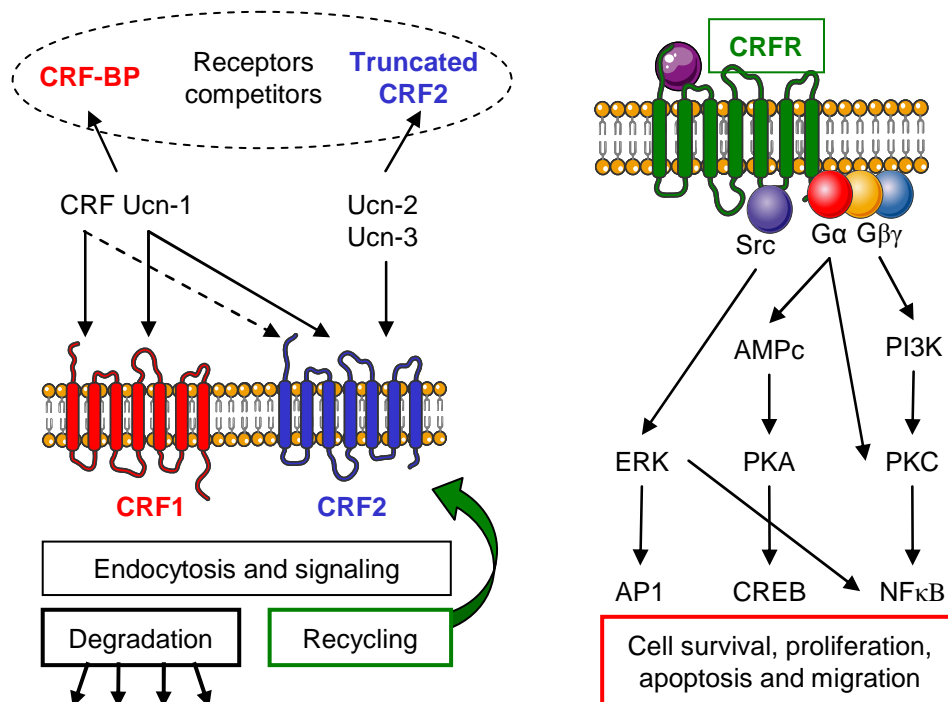 CRF-BP
Receptors
competitors
Truncated
CRF2
CRF Ucn-1
Ucn-2
Ucn-3
CRF1
CRF2
Endocytosis and signaling
Degradation
Recycling
CRFR
Src
Gα
Gβγ
AMPc
PI3K
ERK
PKA
PKC
AP1
CREB
NFκB
Cell survival, proliferation,
apoptosis and migration